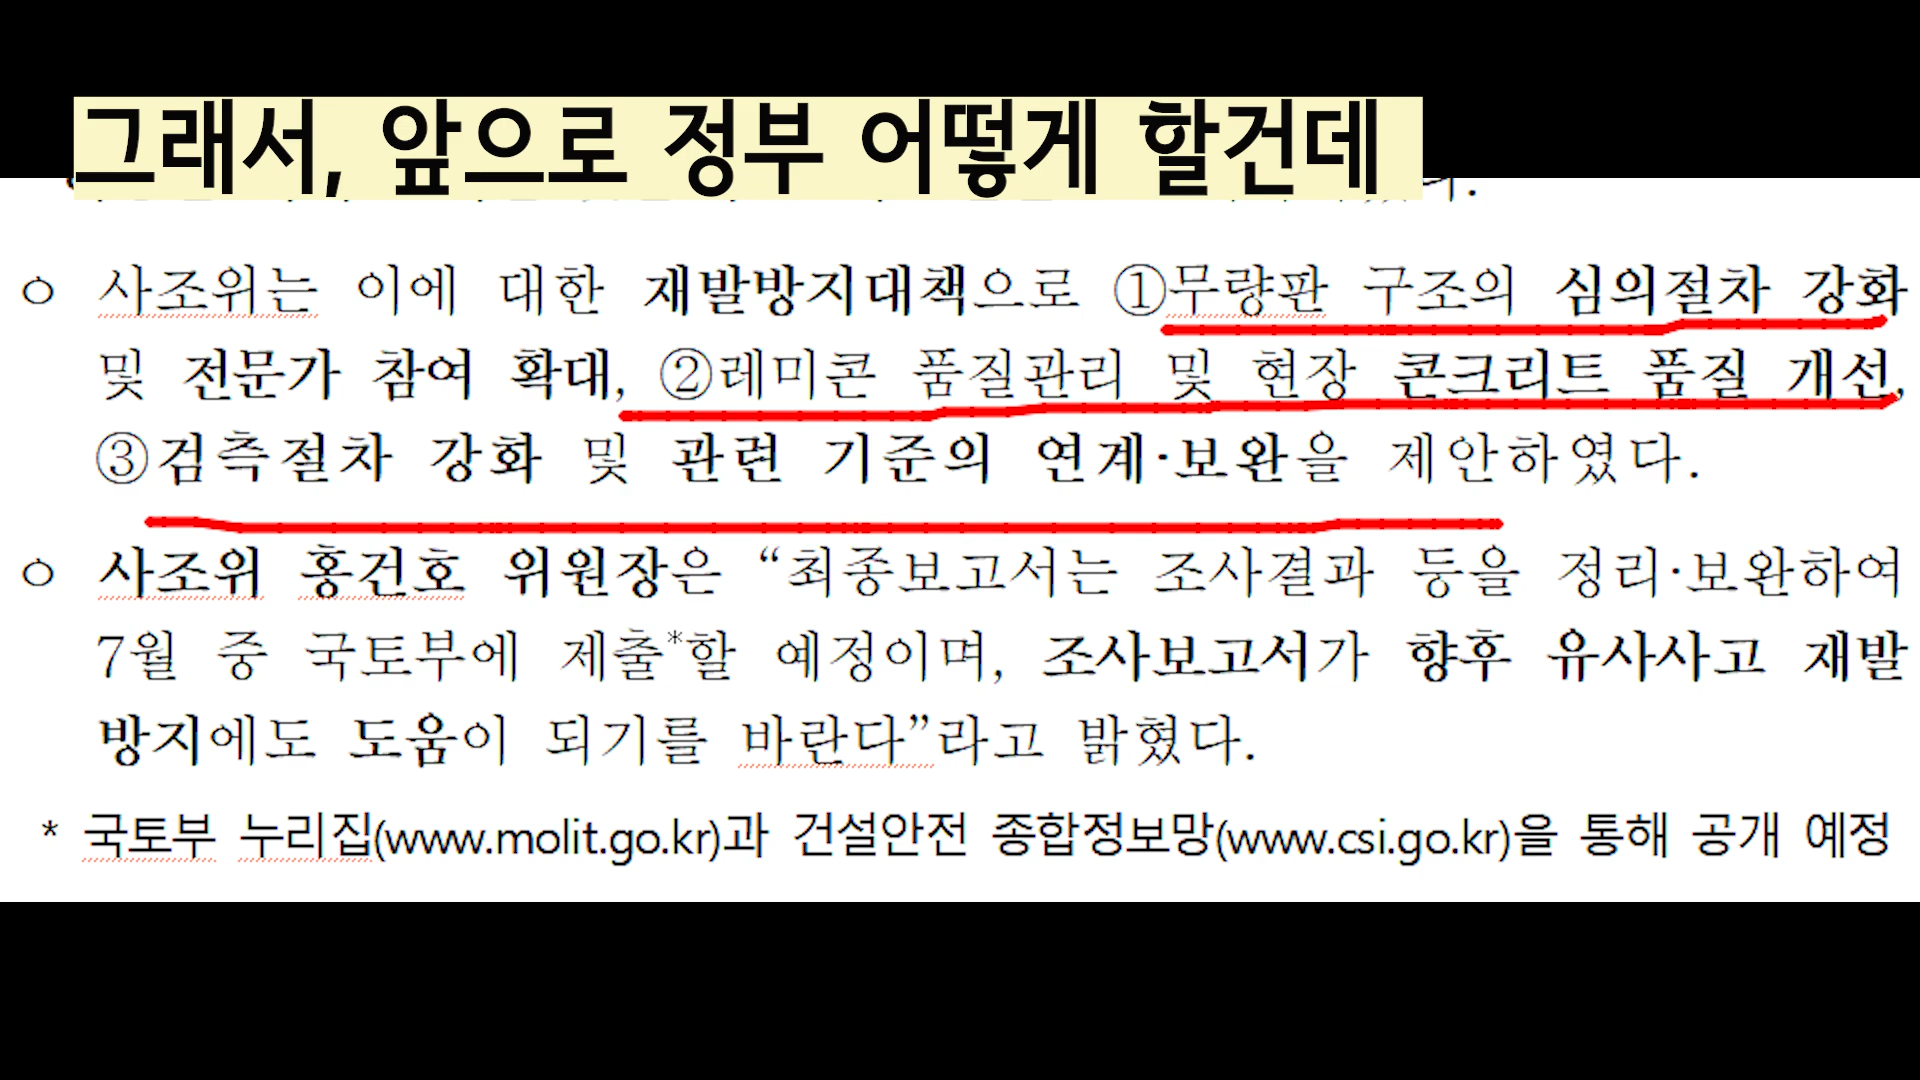 그래서, 앞으로 정부 어떻게 할건데
ㅇ 사조위는 이에 대한 재발방지대책으로 ①무량판 구조의 심의절차 강화
및 전문가 참여 확대, ②레미콘 품질관리 및 현장 콘크리트 품질 개선,
③검측절차 강화 및 관련 기준의 연계·보완을 제안하였다.
ㅇ 사조위 홍건호 위원장은 “최종보고서는 조사결과 등을 정리·보완하여
7월 중 국토부에 제출*할 예정이며, 조사보고서가 향후 유사사고 재발
방지에도 도움이 되기를 바란다”라고 밝혔다.
* 국토부 누리집(www.molit.go.kr)과 건설안전 종합정보망(www.csi.go.kr)을 통해 공개 예정